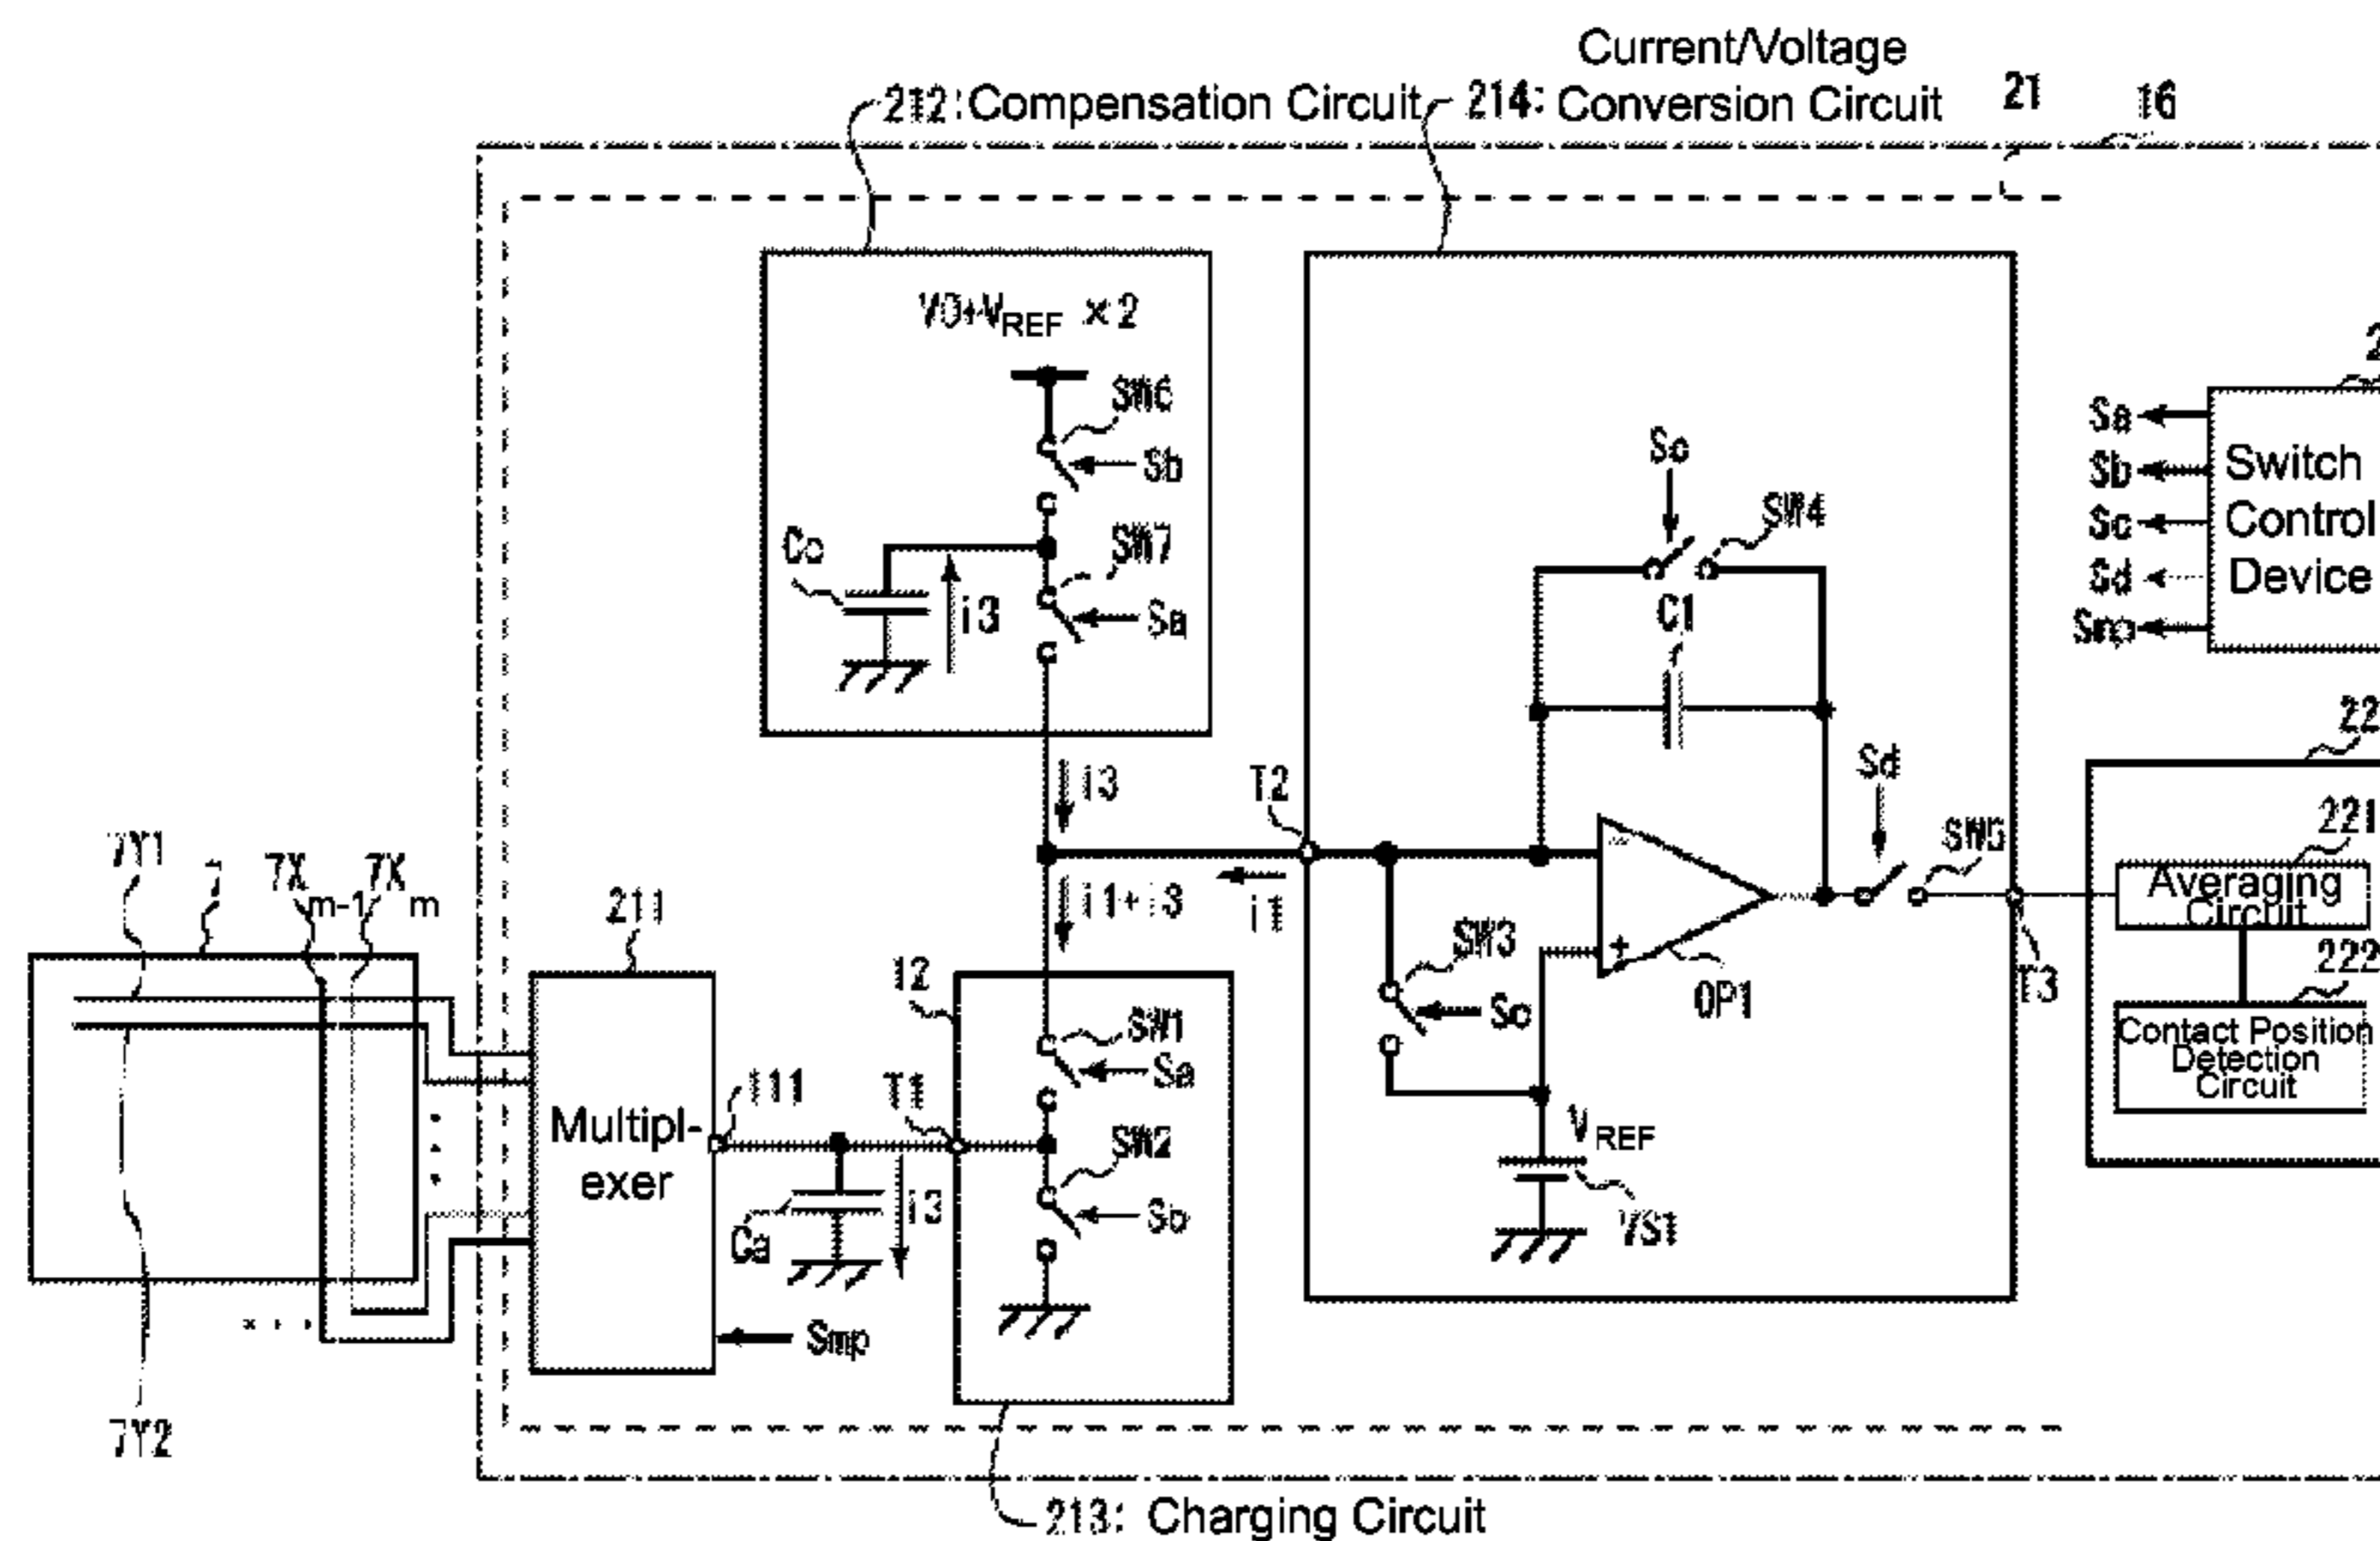 Current/Voltage
212: Compensation Circuit
214: Conversion Circuit
21
16
V0+VREF ×2
SW6
Sb
SW7
Sa
Cc
i3
i3
Sc
SW4
C1
Sa
Sb
Sc
Sd
Smp
Switch
Control
Device
22
T2
i1
i1+i3
Sd
SW5
221
Averaging
Circuit
222
Contact Position
Detection
Circuit
T3
OP1
-
+
SW3
Sc
VREF
VS1
7Y1
7Xm-1
7Xm
211
12
SW1
Sa
T1
SW2
Sb
Multipl-
exer
Ca
i3
Smp
7Y2
213: Charging Circuit